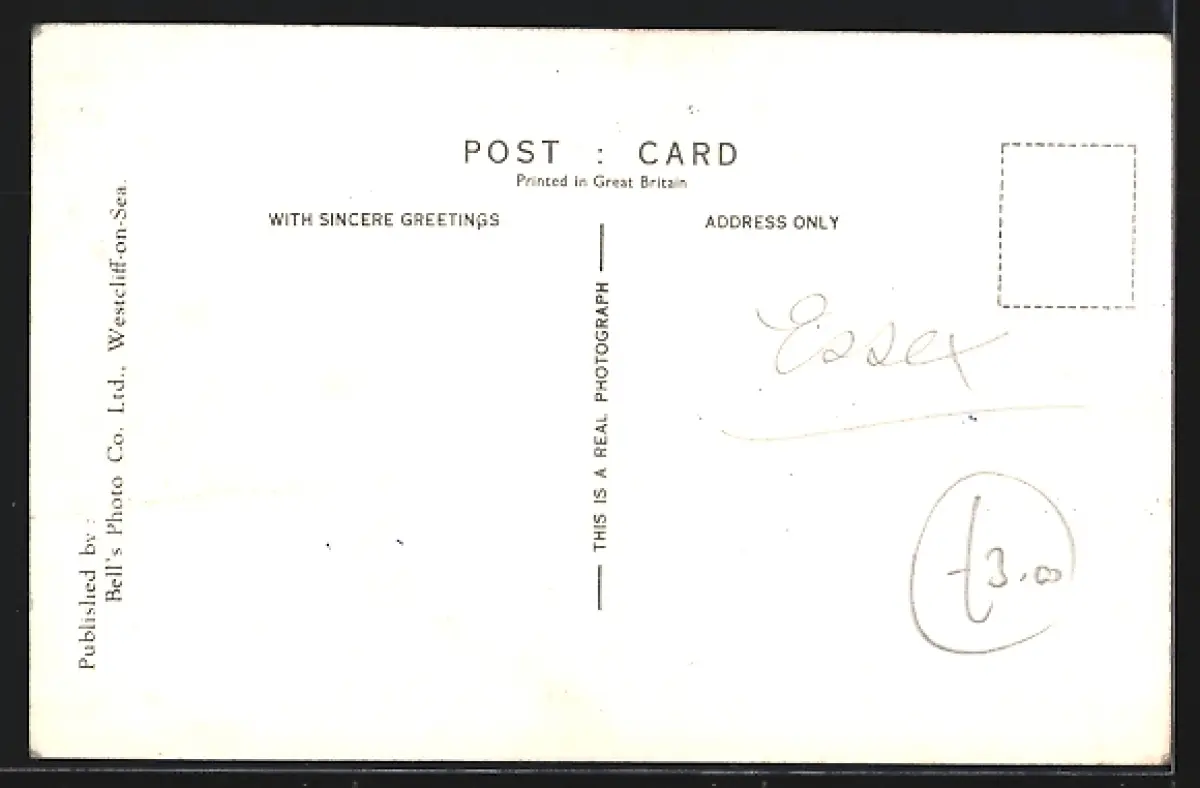 POST : CARD
Printed in Great Britain
WITH SINCERE GREETINGS
ADDRESS ONLY
Published by :
Bell's Photo Co. Ltd., Westcliff-on-Sea.
THIS IS A REAL PHOTOGRAPH
Essex
£3.00